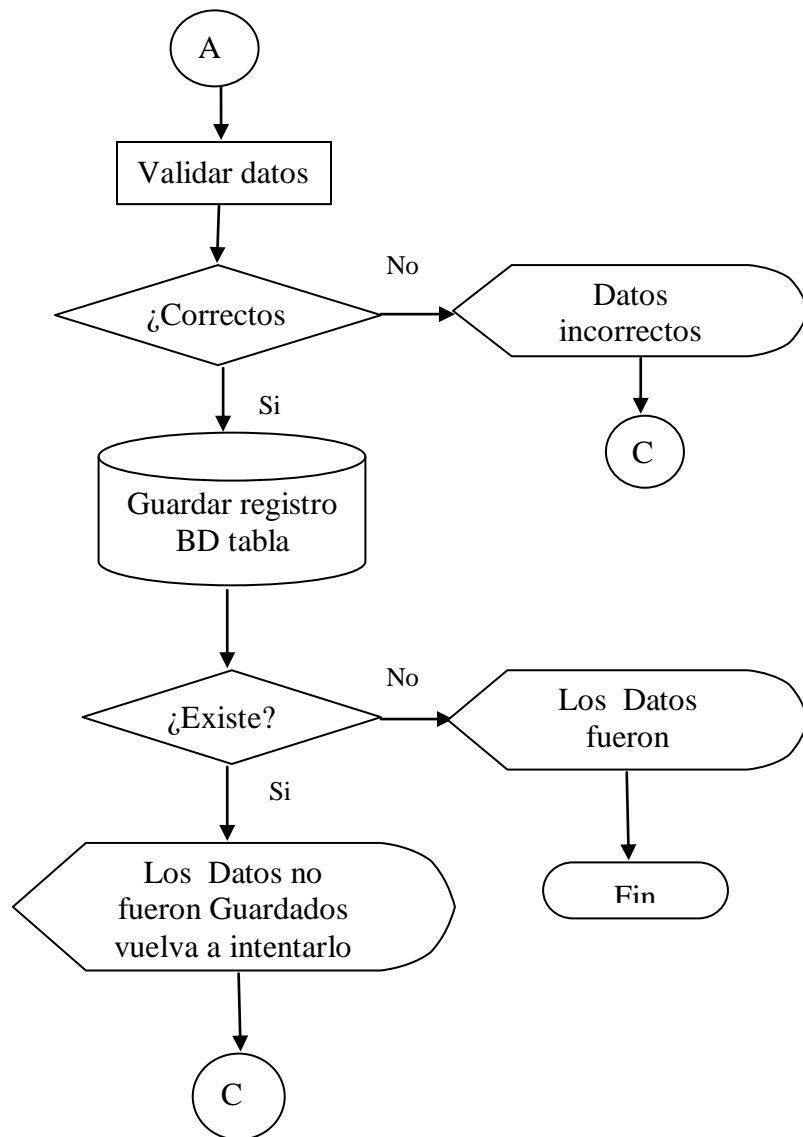 A
Validar datos
No
¿Correctos
Datos
incorrectos
Si
C
Guardar registro
BD tabla
No
¿Existe?
Los Datos
fueron
Si
Los Datos no
fueron Guardados
vuelva a intentarlo
Fin
C